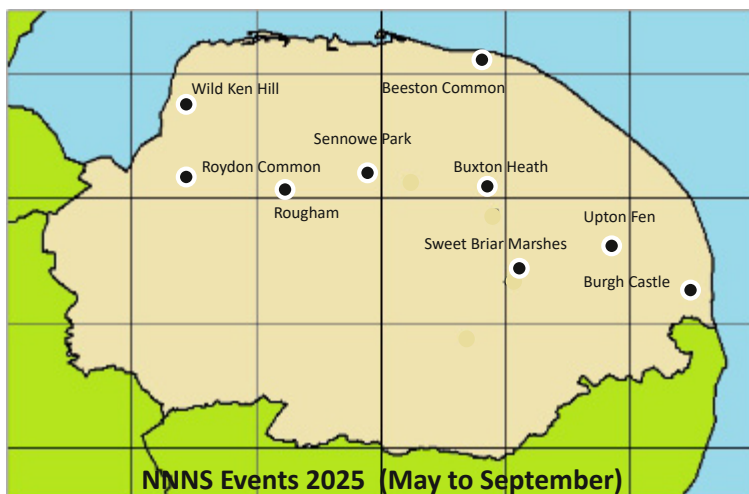 Wild Ken Hill
Beeston Common
Sennowe Park
Roydon Common
Buxton Heath
Rougham
Upton Fen
Sweet Briar Marshes
Burgh Castle
NNNS Events 2025 (May to September)